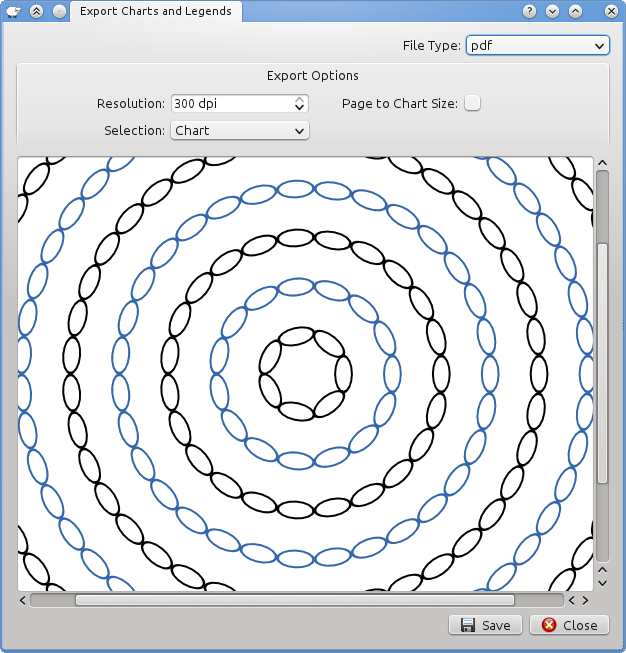 Export Charts and Legends
File Type: pdf
Export Options
Resolution: 300 dpi Page to Chart Size:
Selection: Chart
Save Close